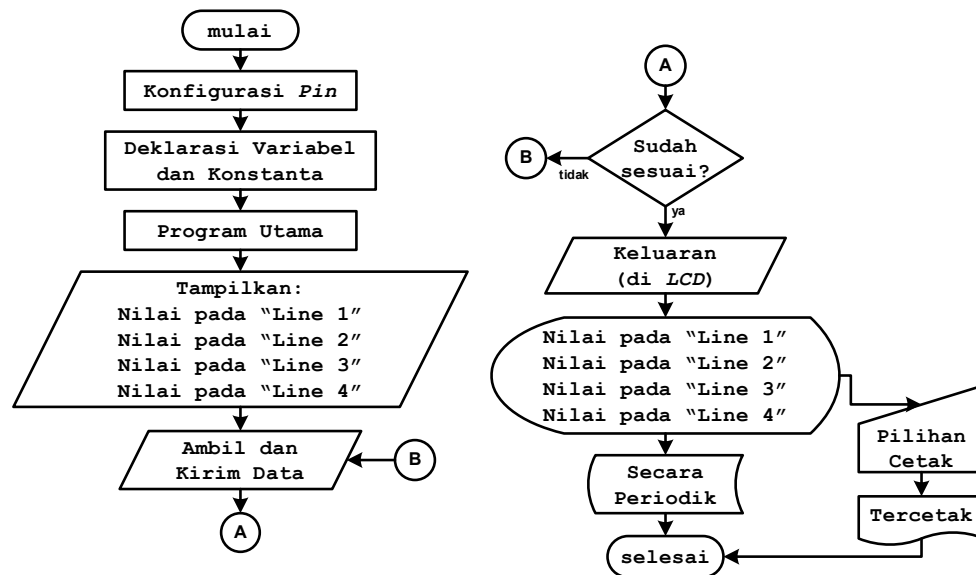 mulai
Konfigurasi Pin
Deklarasi Variabel
dan Konstanta
Program Utama
Tampilkan:
Nilai pada “Line 1”
Nilai pada “Line 2”
Nilai pada “Line 3”
Nilai pada “Line 4”
Ambil dan
Kirim Data
B
A
A
Sudah
sesuai?
B
tidak
ya
Keluaran
(di LCD)
Nilai pada “Line 1”
Nilai pada “Line 2”
Nilai pada “Line 3”
Nilai pada “Line 4”
Pilihan
Cetak
Secara
Periodik
Tercetak
selesai